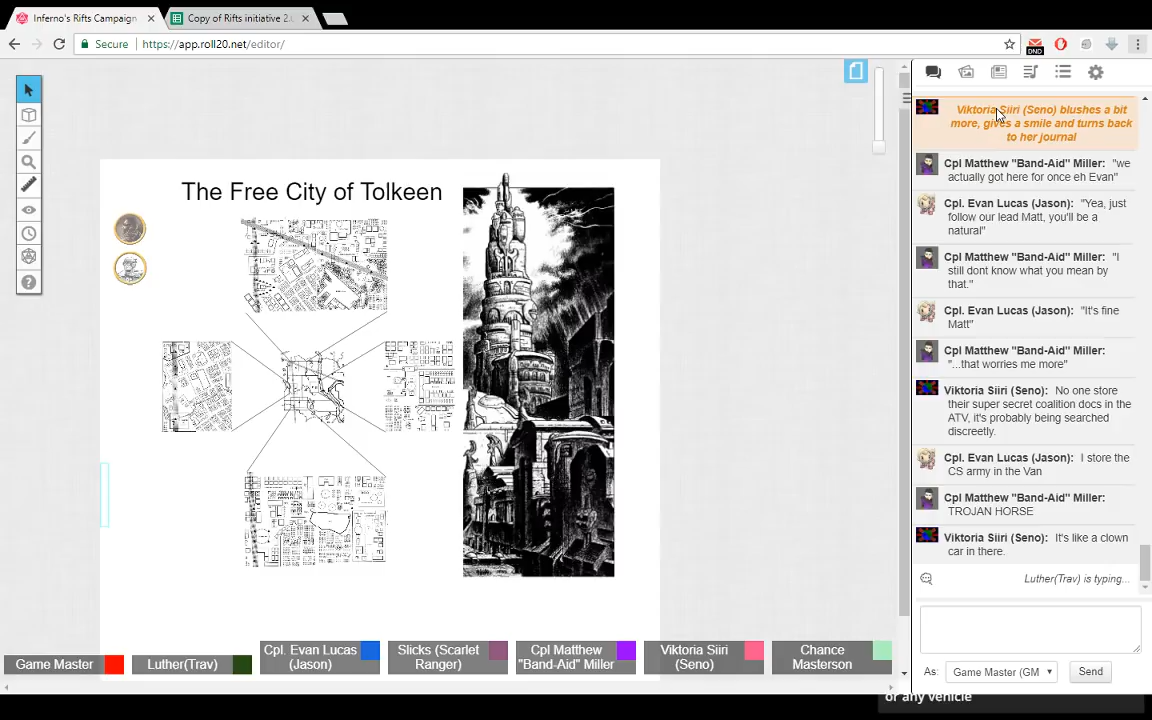 Inferno's Rifts Campaign
Copy of Rifts initiative 2.
Secure
https://app.roll20.net/editor/
DND
The Free City of Tolkeen
Viktoria Siiri (Seno) blushes a bit
more, gives a smile and turns back
to her journal
Cpl Matthew "Band-Aid" Miller: "we
actually got here for once eh Evan"
Cpl. Evan Lucas (Jason): "Yea, just
follow our lead Matt, you'll be a
natural"
Cpl Matthew "Band-Aid" Miller: "I
still dont know what you mean by
that."
Cpl. Evan Lucas (Jason): "It's fine
Matt"
Cpl Matthew "Band-Aid" Miller:
"...that worries me more"
Viktoria Siiri (Seno): No one store
their super secret coalition docs in the
ATV, it's probably being searched
discreetly.
Cpl. Evan Lucas (Jason): I store the
CS army in the Van
Cpl Matthew "Band-Aid" Miller:
TROJAN HORSE
Viktoria Siiri (Seno): It's like a clown
car in there.
Luther(Trav) is typing...
As:
Game Master (GM
Send
Game Master
Luther(Trav)
Cpl. Evan Lucas
(Jason)
Slicks (Scarlet
Ranger)
Cpl Matthew
"Band-Aid" Miller
Viktoria Siiri
(Seno)
Chance
Masterson
or any vehicle